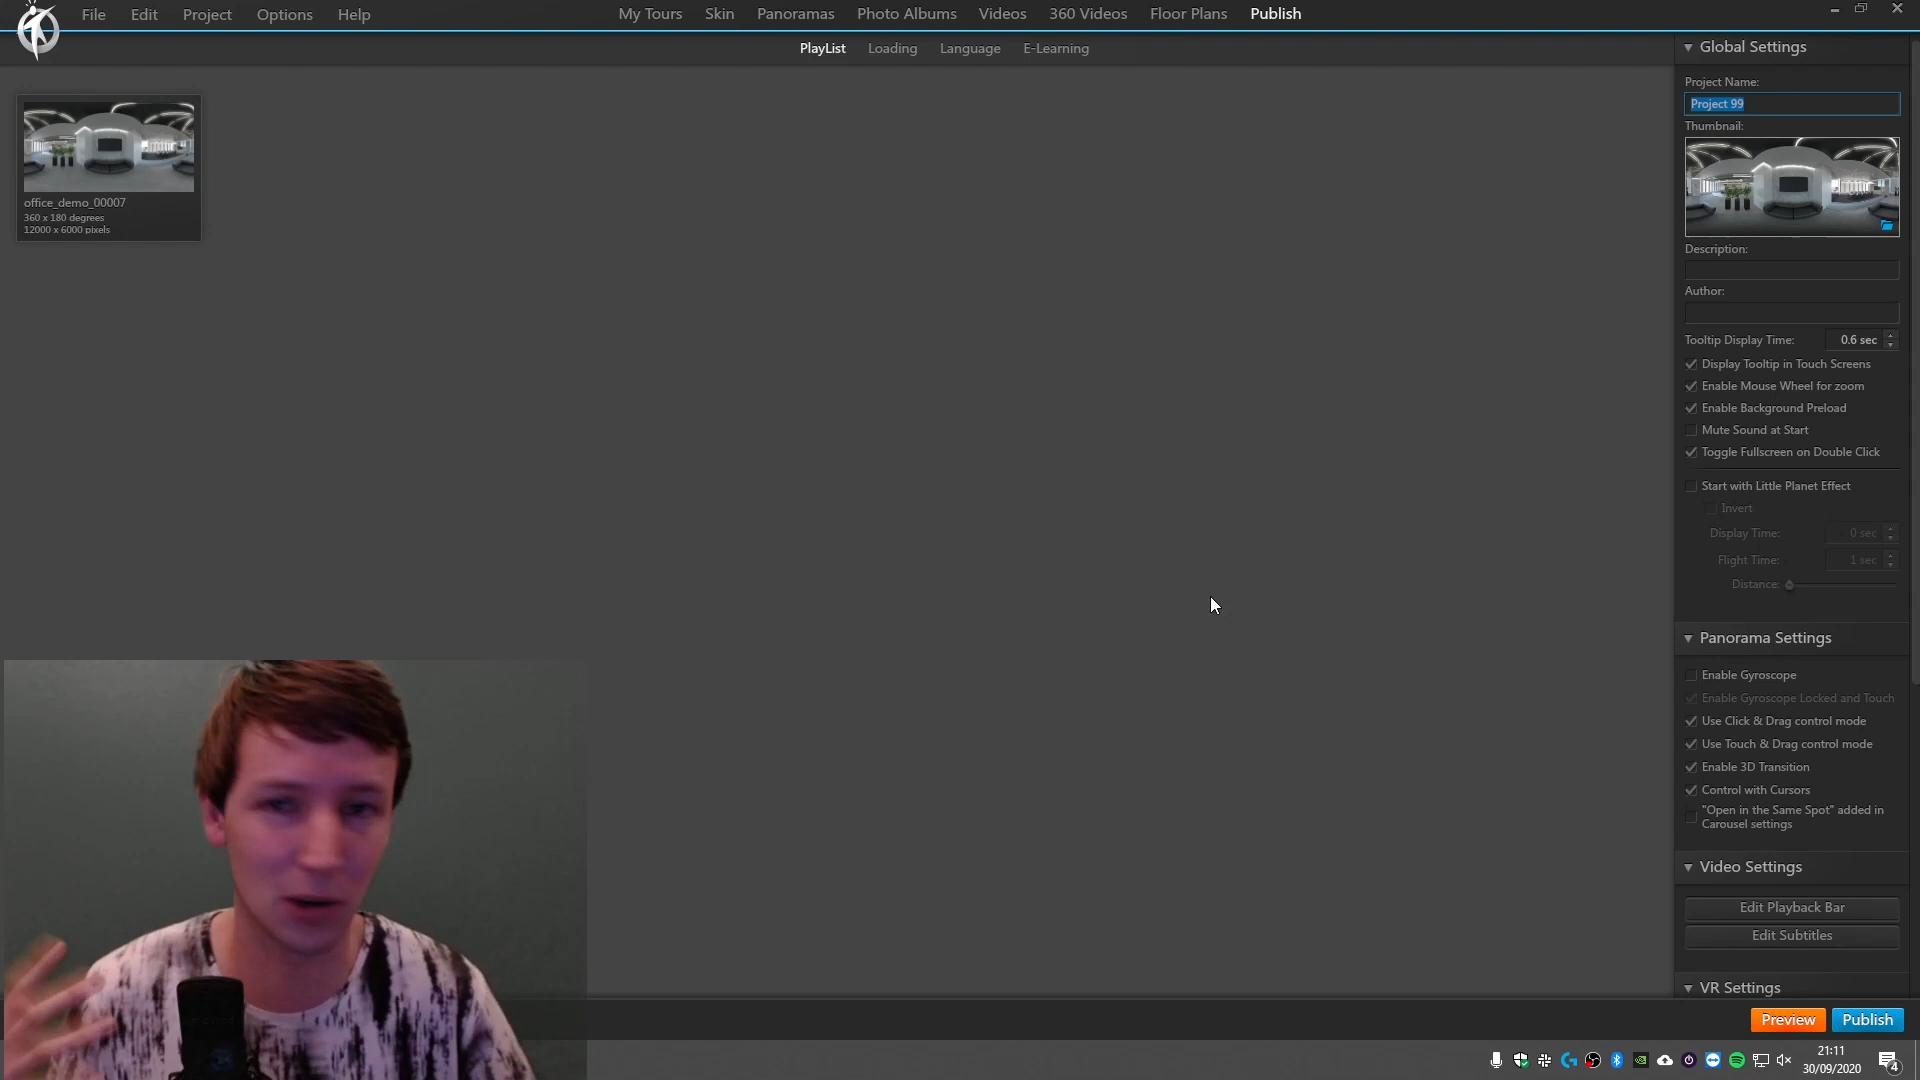 File Edit Project Options Help
My Tours Skin Panoramas Photo Albums Videos 360 Videos Floor Plans Publish
PlayList Loading Language E-Learning
office_demo_00007
360 x 180 degrees
12000 x 6000 pixels
Global Settings
Project Name:
Project 99
Thumbnail:
Description:
Author:
Tooltip Display Time: 0.6 sec
Display Tooltip in Touch Screens
Enable Mouse Wheel for zoom
Enable Background Preload
Mute Sound at Start
Toggle Fullscreen on Double Click
Start with Little Planet Effect
Invert
Display Time: 0 sec
Flight Time: 1 sec
Distance:
Panorama Settings
Enable Gyroscope
Enable Gyroscope Locked and Touch
Use Click & Drag control mode
Use Touch & Drag control mode
Enable 3D Transition
Control with Cursors
"Open in the Same Spot" added in
Carousel settings
Video Settings
Edit Playback Bar
Edit Subtitles
VR Settings
Preview Publish
21:11
30/09/2020
4